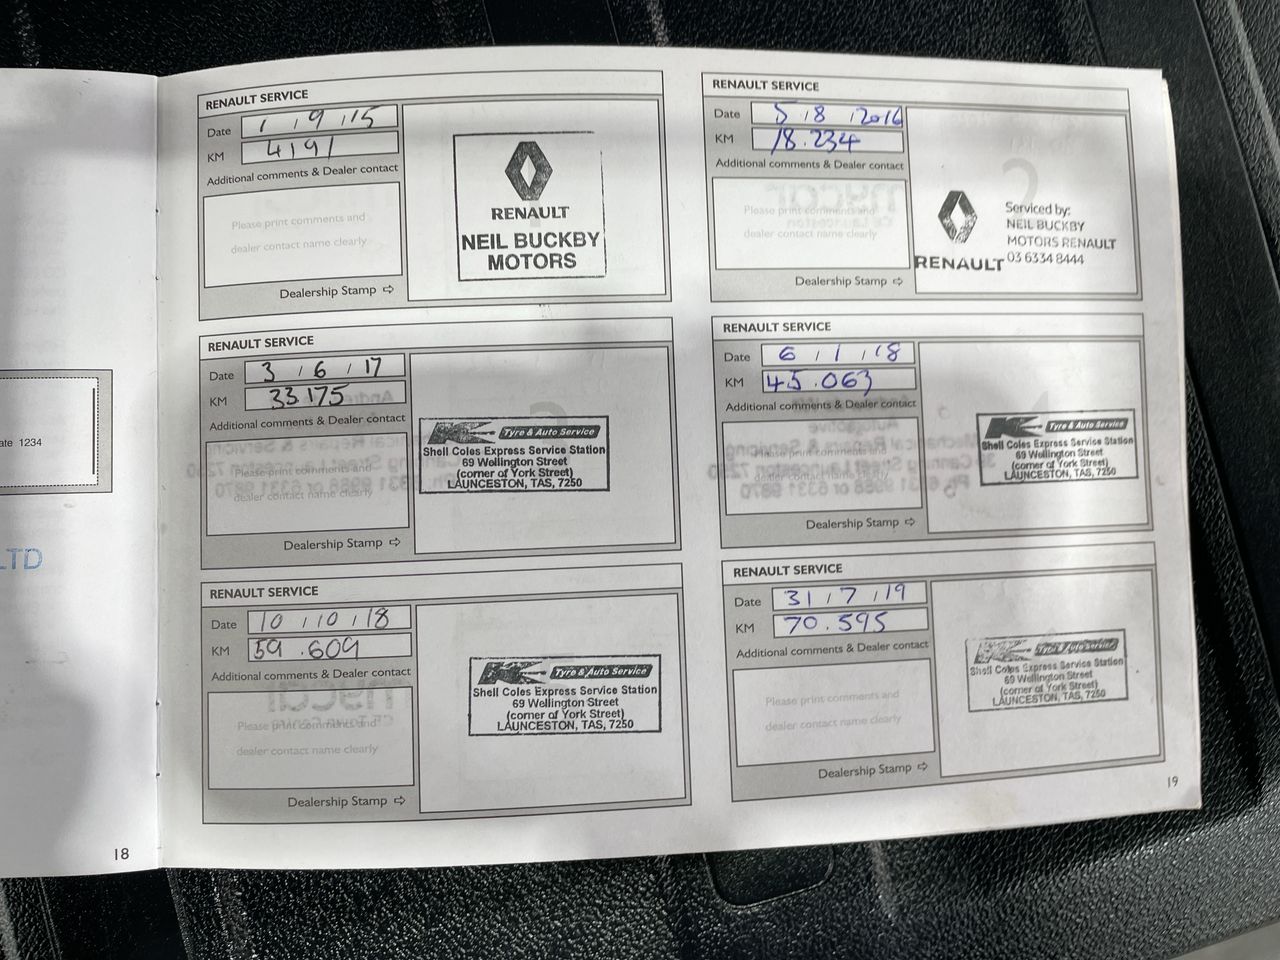 RENAULT SERVICE
Date 1 / 9 / 15
KM 4191
Additional comments & Dealer contact
Please print comments and
dealer contact name clearly
Dealership Stamp ⇨
RENAULT
NEIL BUCKBY
MOTORS
RENAULT SERVICE
Date 5 / 8 / 2016
KM 18.234
Additional comments & Dealer contact
Please print comments and
dealer contact name clearly
Dealership Stamp ⇨
RENAULT
Serviced by:
NEIL BUCKBY
MOTORS RENAULT
03 6334 8444
RENAULT SERVICE
Date 3 / 6 / 17
KM 33175
Additional comments & Dealer contact
Please print comments and
dealer contact name clearly
Dealership Stamp ⇨
K Tyre & Auto Service
Shell Coles Express Service Station
69 Wellington Street
(corner of York Street)
LAUNCESTON, TAS, 7250
RENAULT SERVICE
Date 6 / 1 / 18
KM 45.063
Additional comments & Dealer contact
Please print comments and
dealer contact name clearly
Dealership Stamp ⇨
K Tyre & Auto Service
Shell Coles Express Service Station
69 Wellington Street
(corner of York Street)
LAUNCESTON, TAS, 7250
RENAULT SERVICE
Date 10 / 10 / 18
KM 59.609
Additional comments & Dealer contact
Please print comments and
dealer contact name clearly
Dealership Stamp ⇨
K Tyre & Auto Service
Shell Coles Express Service Station
69 Wellington Street
(corner of York Street)
LAUNCESTON, TAS, 7250
RENAULT SERVICE
Date 31 / 7 / 19
KM 70.595
Additional comments & Dealer contact
Please print comments and
dealer contact name clearly
Dealership Stamp ⇨
K Tyre & Auto Service
Shell Coles Express Service Station
69 Wellington Street
(corner of York Street)
LAUNCESTON, TAS, 7250
19
ate 1234
LTD
18